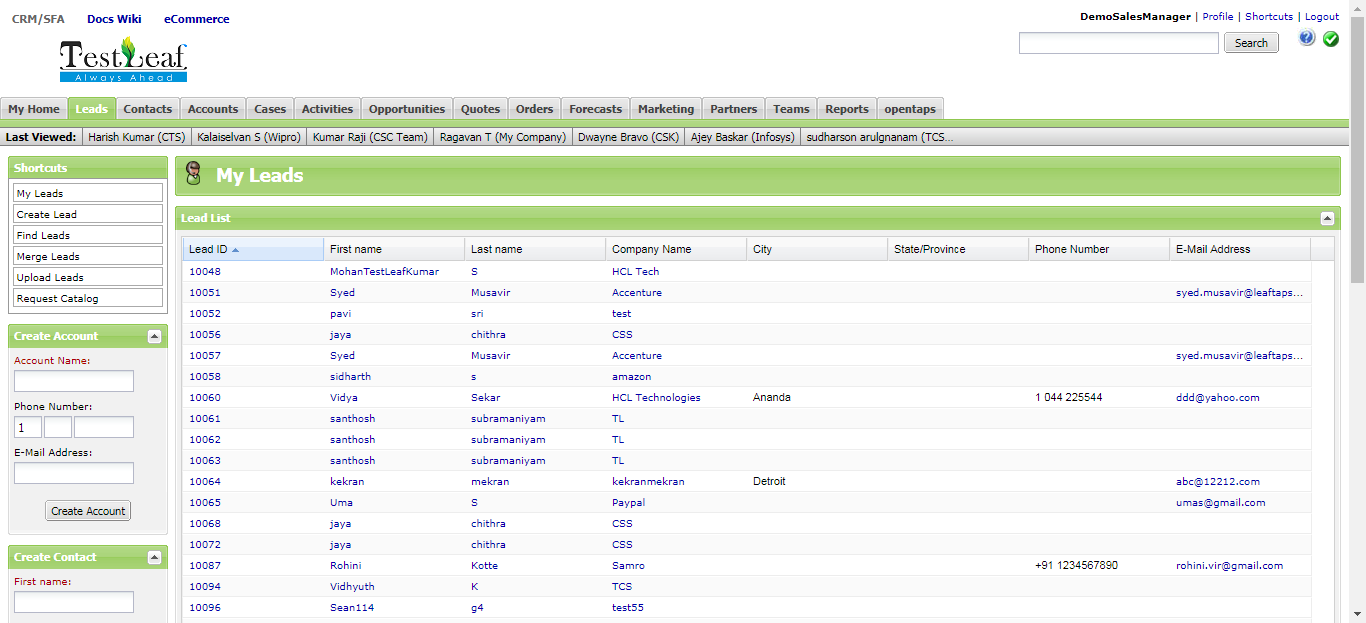 CRM/SFA Docs Wiki eCommerce
DemoSalesManager | Profile | Shortcuts | Logout
TestLeaf
Always Ahead
Search
?
My Home Leads Contacts Accounts Cases Activities Opportunities Quotes Orders Forecasts Marketing Partners Teams Reports opentaps
Last Viewed: Harish Kumar (CTS) Kalaiselvan S (Wipro) Kumar Raji (CSC Team) Ragavan T (My Company) Dwayne Bravo (CSK) Ajey Baskar (Infosys) sudharson arulgnanam (TCS...
Shortcuts
My Leads
Create Lead
Find Leads
Merge Leads
Upload Leads
Request Catalog
Create Account
Account Name:
Phone Number:
1
E-Mail Address:
Create Account
Create Contact
First name:
My Leads
Lead List
Lead ID First name Last name Company Name City State/Province Phone Number E-Mail Address
10048 MohanTestLeafKumar S HCL Tech
10051 Syed Musavir Accenture syed.musavir@leaftaps...
10052 pavi sri test
10056 jaya chithra CSS
10057 Syed Musavir Accenture syed.musavir@leaftaps...
10058 sidharth s amazon
10060 Vidya Sekar HCL Technologies Ananda 1 044 225544 ddd@yahoo.com
10061 santhosh subramaniyam TL
10062 santhosh subramaniyam TL
10063 santhosh subramaniyam TL
10064 kekran mekran kekranmekran Detroit abc@12212.com
10065 Uma S Paypal umas@gmail.com
10068 jaya chithra CSS
10072 jaya chithra CSS
10087 Rohini Kotte Samro +91 1234567890 rohini.vir@gmail.com
10094 Vidhyuth K TCS
10096 Sean114 g4 test55